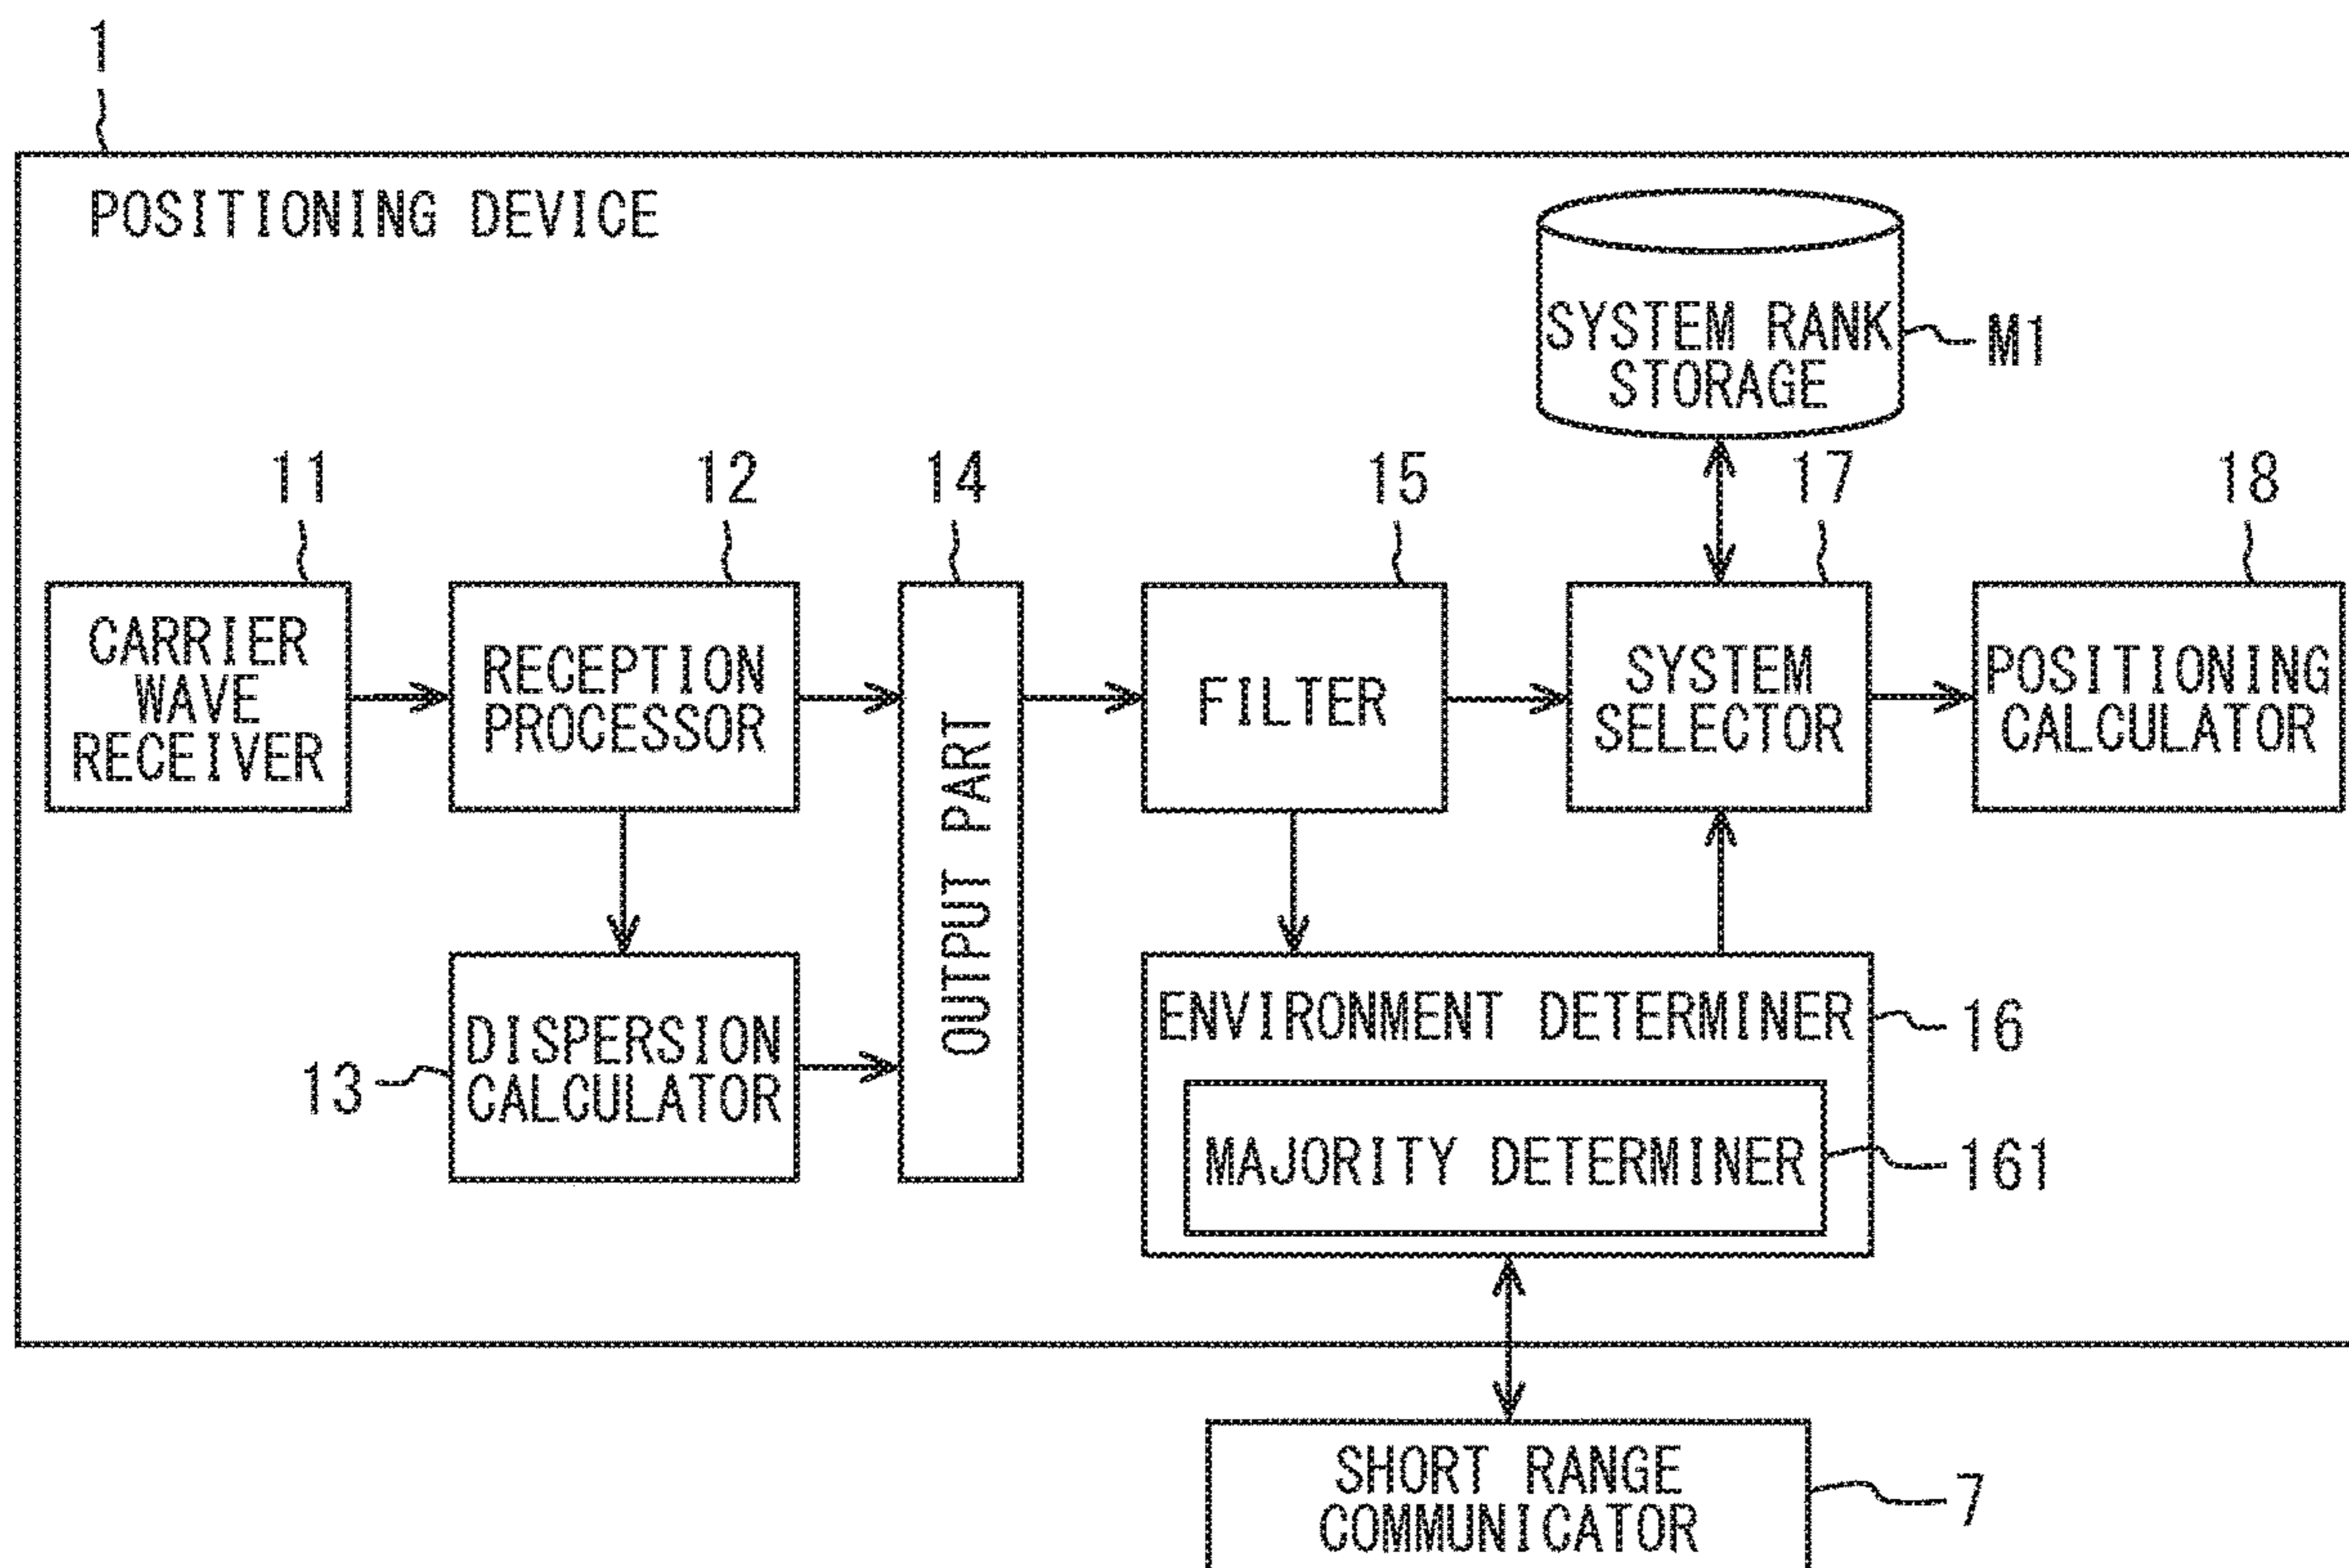 1
POSITIONING DEVICE
SYSTEM RANK
STORAGE
M1
11
12
14
15
17
18
CARRIER
WAVE
RECEIVER
RECEPTION
PROCESSOR
OUTPUT PART
FILTER
SYSTEM
SELECTOR
POSITIONING
CALCULATOR
13
DISPERSION
CALCULATOR
ENVIRONMENT DETERMINER
16
MAJORITY DETERMINER
161
SHORT RANGE
COMMUNICATOR
7